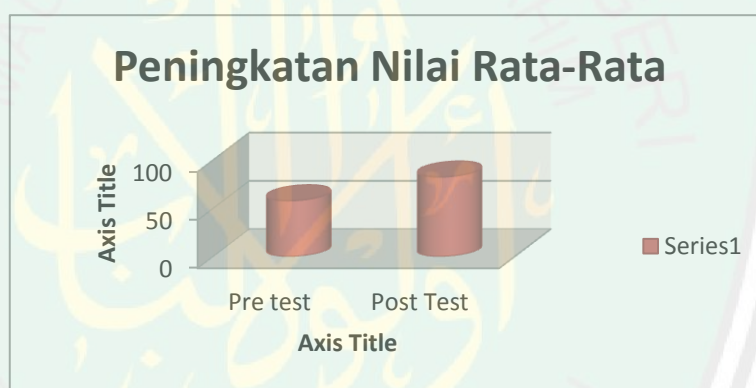 Peningkatan Nilai Rata-Rata
Axis Title
100
50
0
Pre test
Post Test
Axis Title
Series1